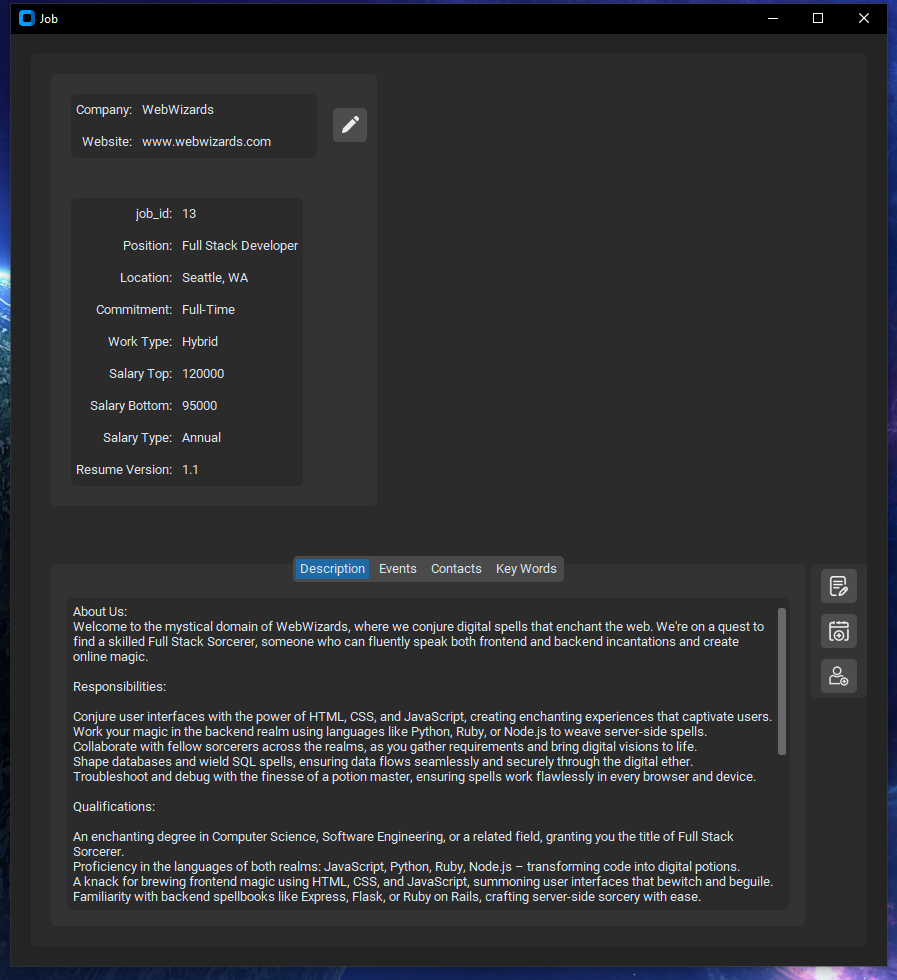 Job
Company: WebWizards
Website: www.webwizards.com
job_id: 13
Position: Full Stack Developer
Location: Seattle, WA
Commitment: Full-Time
Work Type: Hybrid
Salary Top: 120000
Salary Bottom: 95000
Salary Type: Annual
Resume Version: 1.1
Description Events Contacts Key Words
About Us:
Welcome to the mystical domain of WebWizards, where we conjure digital spells that enchant the web. We're on a quest to
find a skilled Full Stack Sorcerer, someone who can fluently speak both frontend and backend incantations and create
online magic.
Responsibilities:
Conjure user interfaces with the power of HTML, CSS, and JavaScript, creating enchanting experiences that captivate users.
Work your magic in the backend realm using languages like Python, Ruby, or Node.js to weave server-side spells.
Collaborate with fellow sorcerers across the realms, as you gather requirements and bring digital visions to life.
Shape databases and wield SQL spells, ensuring data flows seamlessly and securely through the digital ether.
Troubleshoot and debug with the finesse of a potion master, ensuring spells work flawlessly in every browser and device.
Qualifications:
An enchanting degree in Computer Science, Software Engineering, or a related field, granting you the title of Full Stack
Sorcerer.
Proficiency in the languages of both realms: JavaScript, Python, Ruby, Node.js – transforming code into digital potions.
A knack for brewing frontend magic using HTML, CSS, and JavaScript, summoning user interfaces that bewitch and beguile.
Familiarity with backend spellbooks like Express, Flask, or Ruby on Rails, crafting server-side sorcery with ease.